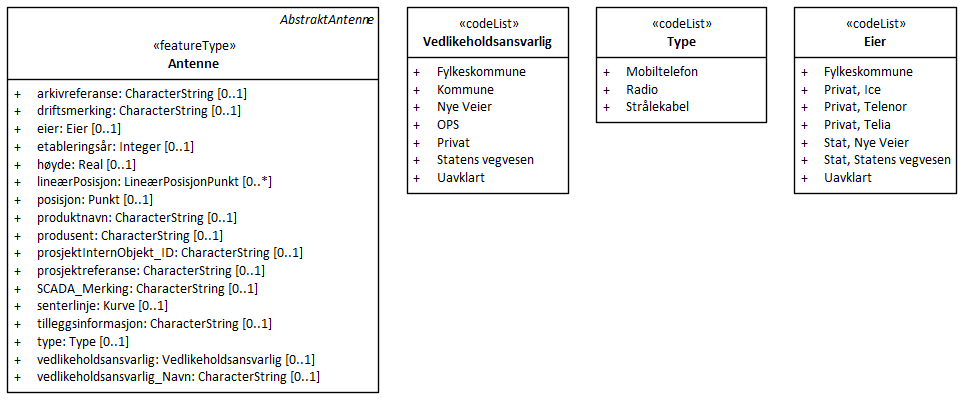 AbstraktAntenne
«featureType»
Antenne
+ arkivreferanse: CharacterString [0..1]
+ driftsmerking: CharacterString [0..1]
+ eier: Eier [0..1]
+ etableringsår: Integer [0..1]
+ høyde: Real [0..1]
+ lineærPosisjon: LineærPosisjonPunkt [0..*]
+ posisjon: Punkt [0..1]
+ produktnavn: CharacterString [0..1]
+ produsent: CharacterString [0..1]
+ prosjektInternObjekt_ID: CharacterString [0..1]
+ prosjektreferanse: CharacterString [0..1]
+ SCADA_Merking: CharacterString [0..1]
+ senterlinje: Kurve [0..1]
+ tilleggsinformasjon: CharacterString [0..1]
+ type: Type [0..1]
+ vedlikeholdsansvarlig: Vedlikeholdsansvarlig [0..1]
+ vedlikeholdsansvarlig_Navn: CharacterString [0..1]
«codeList»
Vedlikeholdsansvarlig
+ Fylkeskommune
+ Kommune
+ Nye Veier
+ OPS
+ Privat
+ Statens vegvesen
+ Uavklart
«codeList»
Type
+ Mobiltelefon
+ Radio
+ Strålekabel
«codeList»
Eier
+ Fylkeskommune
+ Privat, Ice
+ Privat, Telenor
+ Privat, Telia
+ Stat, Nye Veier
+ Stat, Statens vegvesen
+ Uavklart